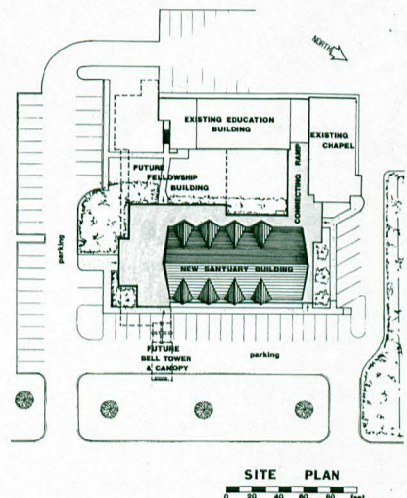 NORTH
EXISTING EDUCATION
BUILDING
EXISTING
CHAPEL
FUTURE
FELLOWSHIP
BUILDING
CONNECTING RAMP
parking
NEW SANTUARY BUILDING
FUTURE
BELL TOWER
& CANOPY
parking
SITE PLAN
0 20 40 60 80 feet